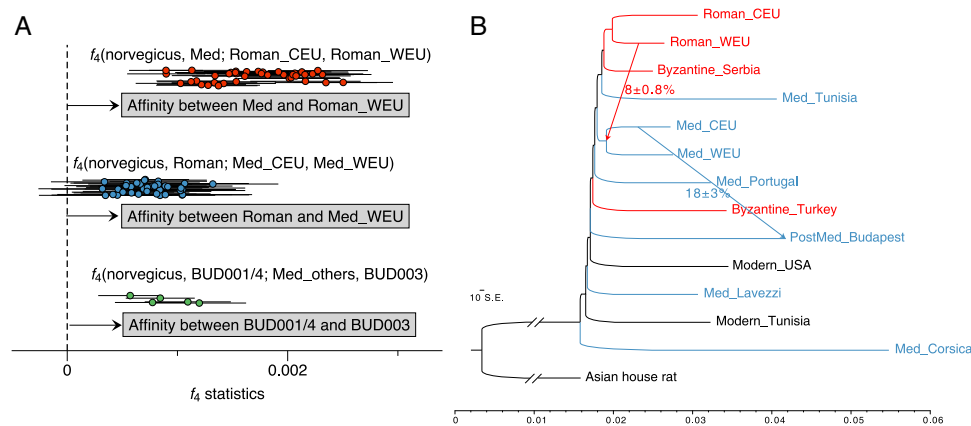 A
f4(norvegicus, Med; Roman_CEU, Roman_WEU)
Affinity between Med and Roman_WEU
f4(norvegicus, Roman; Med_CEU, Med_WEU)
Affinity between Roman and Med_WEU
f4(norvegicus, BUD001/4; Med_others, BUD003)
Affinity between BUD001/4 and BUD003
0
0.002
f4 statistics
B
Roman_CEU
Roman_WEU
Byzantine_Serbia
8±0.8%
Med_Tunisia
Med_CEU
Med_WEU
Med_Portugal
18±3%
Byzantine_Turkey
PostMed_Budapest
Modern_USA
10 S.E.
Med_Lavezzi
Modern_Tunisia
Med_Corsica
Asian house rat
0
0.01
0.02
0.03
0.04
0.05
0.06